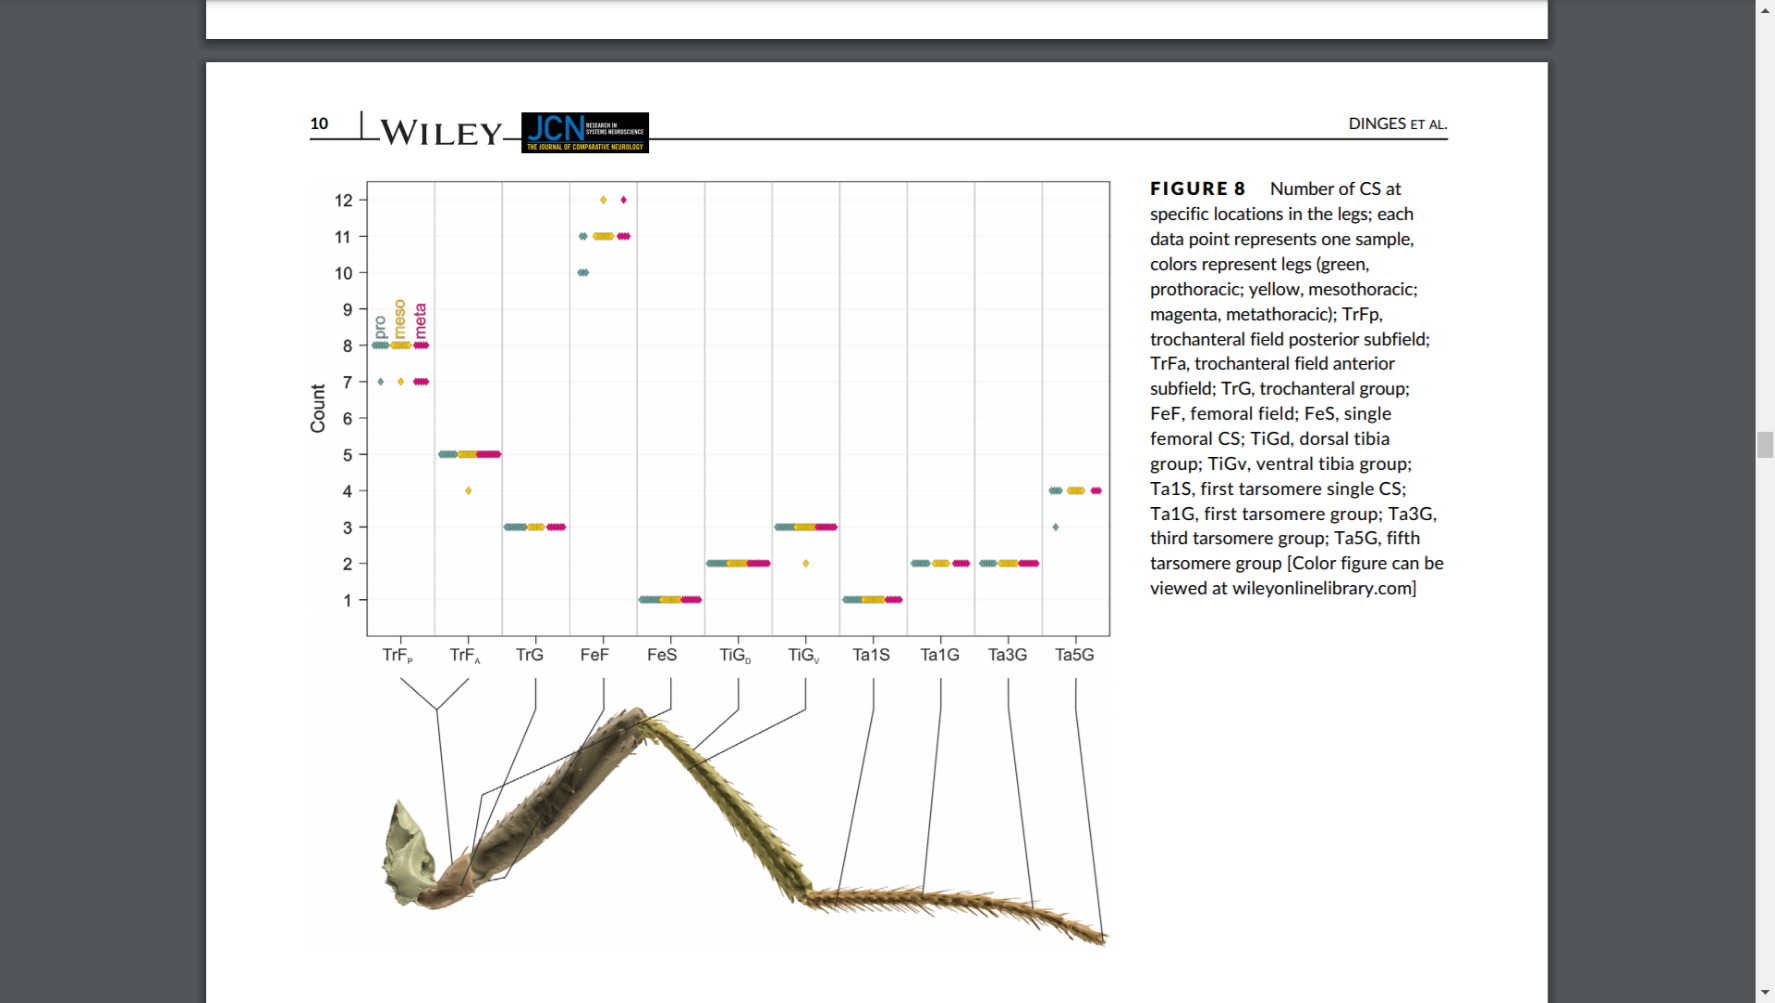 10
WILEY
JCN
RESEARCH IN
SYSTEMS NEUROSCIENCE
THE JOURNAL OF COMPARATIVE NEUROLOGY
DINGES ET AL.
12
11
10
9
8
7
6
5
4
3
2
1
Count
pro
meso
meta
TrFP
TrFA
TrG
FeF
FeS
TiGD
TiGV
Ta1S
Ta1G
Ta3G
Ta5G
FIGURE 8 Number of CS at
specific locations in the legs; each
data point represents one sample,
colors represent legs (green,
prothoracic; yellow, mesothoracic;
magenta, metathoracic); TrFp,
trochanteral field posterior subfield;
TrFa, trochanteral field anterior
subfield; TrG, trochanteral group;
FeF, femoral field; FeS, single
femoral CS; TiGd, dorsal tibia
group; TiGv, ventral tibia group;
Ta1S, first tarsomere single CS;
Ta1G, first tarsomere group; Ta3G,
third tarsomere group; Ta5G, fifth
tarsomere group [Color figure can be
viewed at wileyonlinelibrary.com]